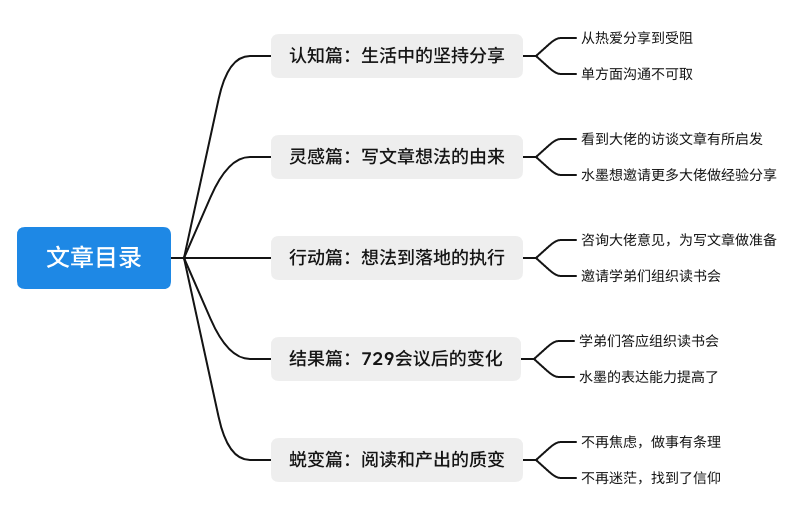 文章目录
认知篇：生活中的坚持分享
从热爱分享到受阻
单方面沟通不可取
灵感篇：写文章想法的由来
看到大佬的访谈文章有所启发
水墨想邀请更多大佬做经验分享
行动篇：想法到落地的执行
咨询大佬意见，为写文章做准备
邀请学弟们组织读书会
结果篇：729会议后的变化
学弟们答应组织读书会
水墨的表达能力提高了
蜕变篇：阅读和产出的质变
不再焦虑，做事有条理
不再迷茫，找到了信仰